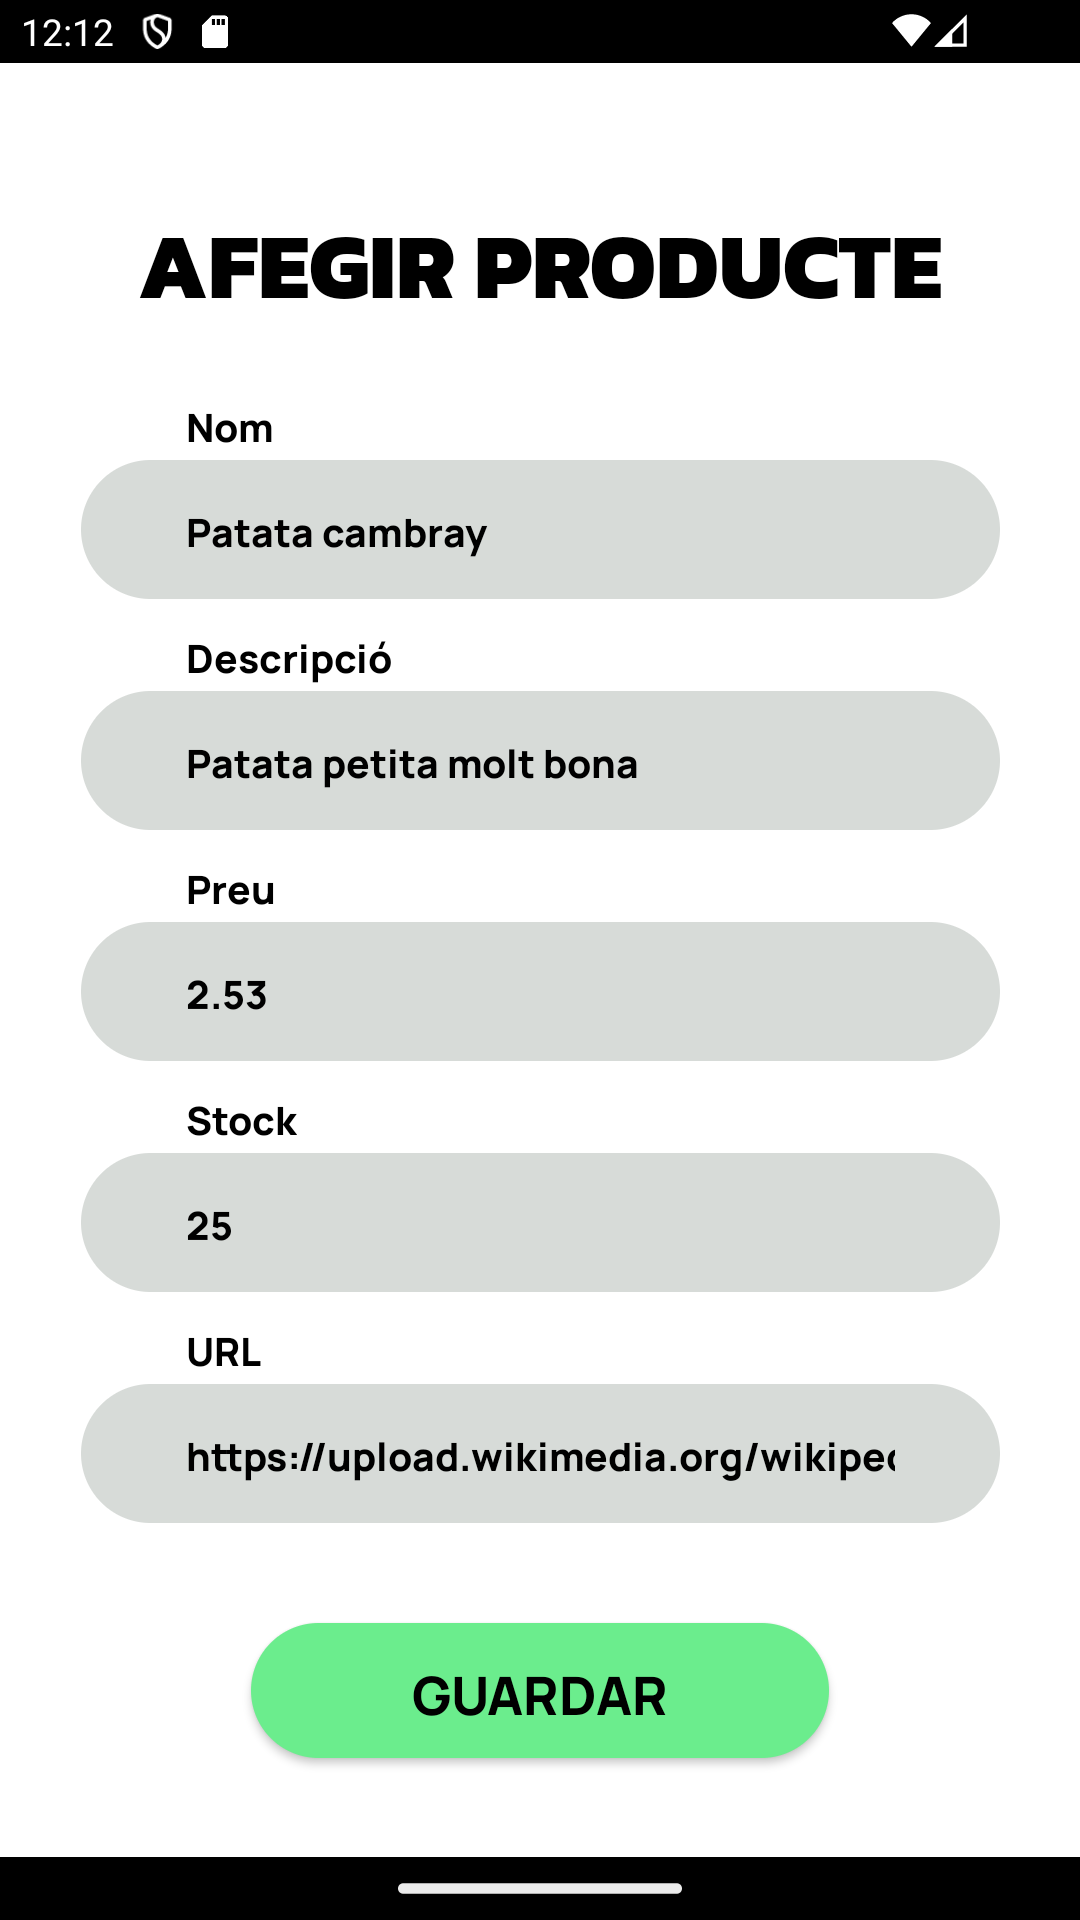 12:12
AFEGIR PRODUCTE
Nom
Patata cambray
Descripció
Patata petita molt bona
Preu
2.53
Stock
25
URL
https://upload.wikimedia.org/wikipe
GUARDAR